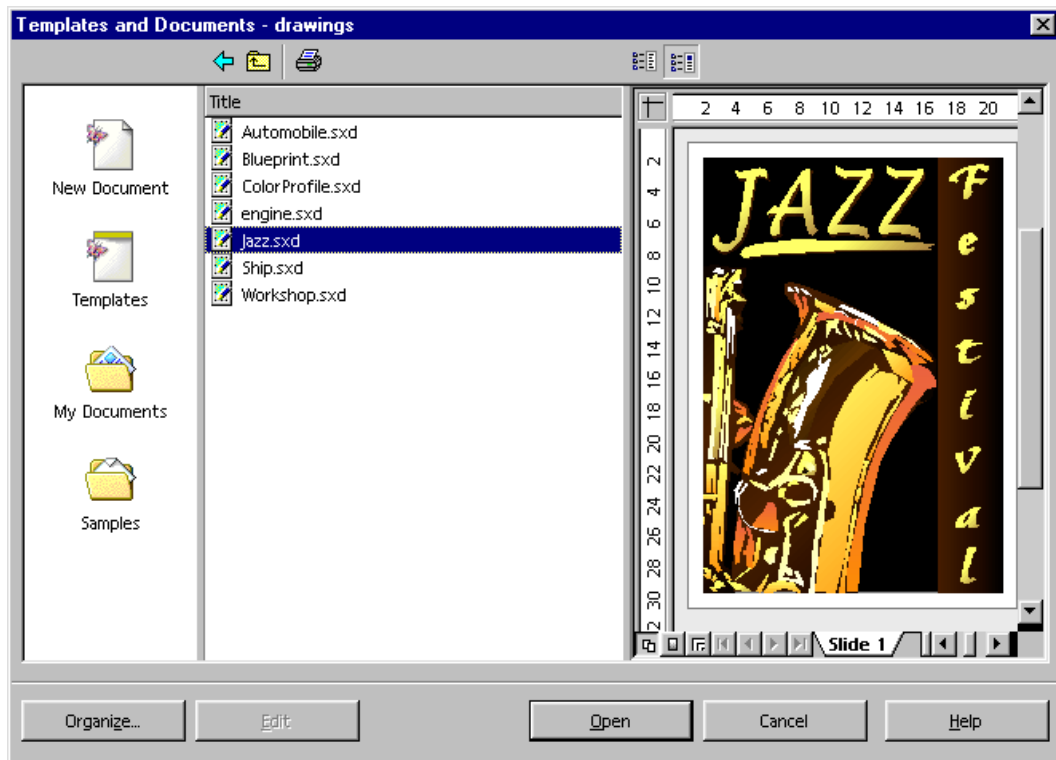 Templates and Documents - drawings
Title
Automobile.sxd
Blueprint.sxd
ColorProfile.sxd
engine.sxd
Jazz.sxd
Ship.sxd
Workshop.sxd
New Document
Templates
My Documents
Samples
2 4 6 8 10 12 14 16 18 20
2
4
6
8
10
12
14
16
18
20
22
24
26
28
30
JAZZ
Festival
Slide 1
Organize...
Edit
Open
Cancel
Help